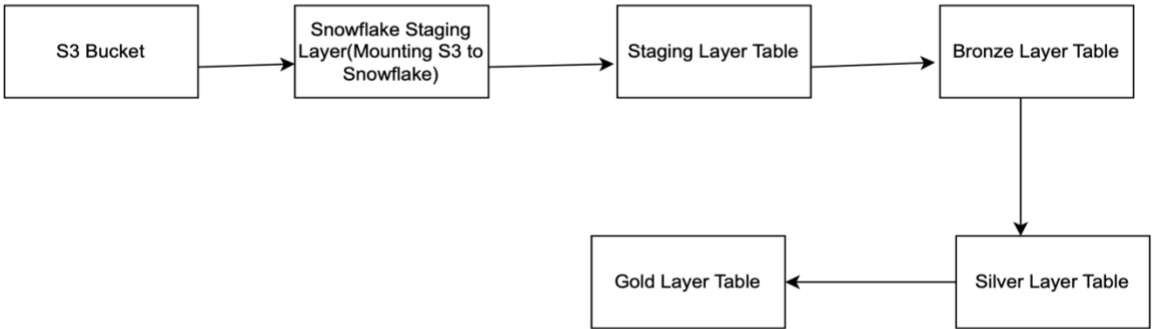 S3 Bucket
Snowflake Staging
Layer(Mounting S3 to
Snowflake)
Staging Layer Table
Bronze Layer Table
Gold Layer Table
Silver Layer Table